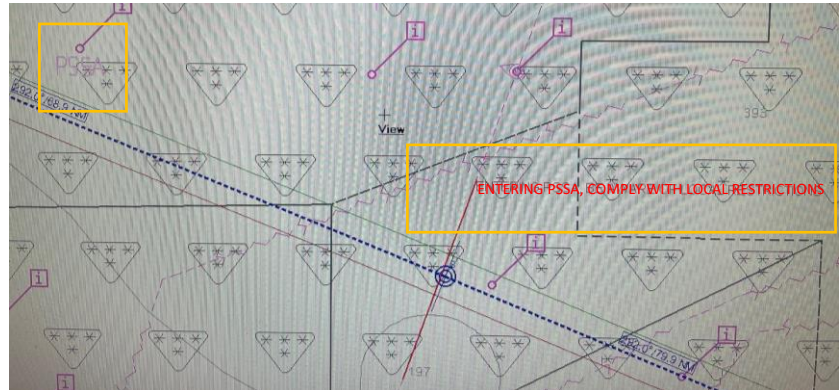 i
i
i
PSSA
292.0°/68.9 NM
393
View
ENTERING PSSA, COMPLY WITH LOCAL RESTRICTIONS
i
i
i
292.0°/79.9 NM
197
i